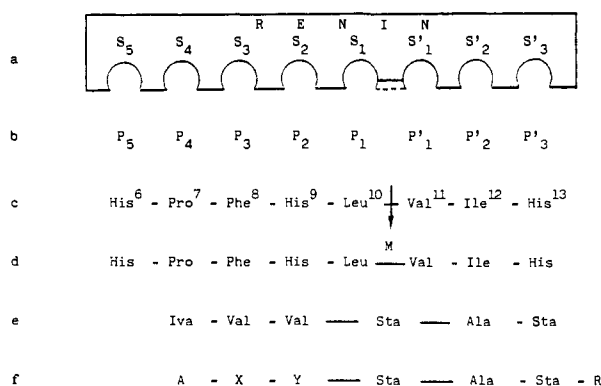 R E N I N
a S₅ S₄ S₃ S₂ S₁ S'₁ S'₂ S'₃
b P₅ P₄ P₃ P₂ P₁ P'₁ P'₂ P'₃
c His⁶ - Pro⁷ - Phe⁸ - His⁹ - Leu¹⁰ Val¹¹ - Ile¹² - His¹³
M
d His - Pro - Phe - His - Leu — Val - Ile - His
e Iva - Val - Val — Sta — Ala - Sta
f A - X - Y — Sta — Ala - Sta - R